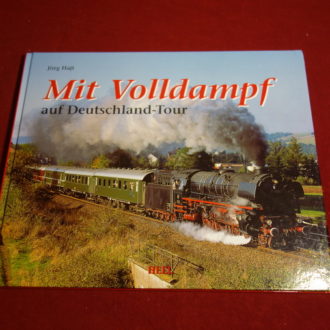 Jörg Hajt
Mit Volldampf
auf Deutschland-Tour
HEEL